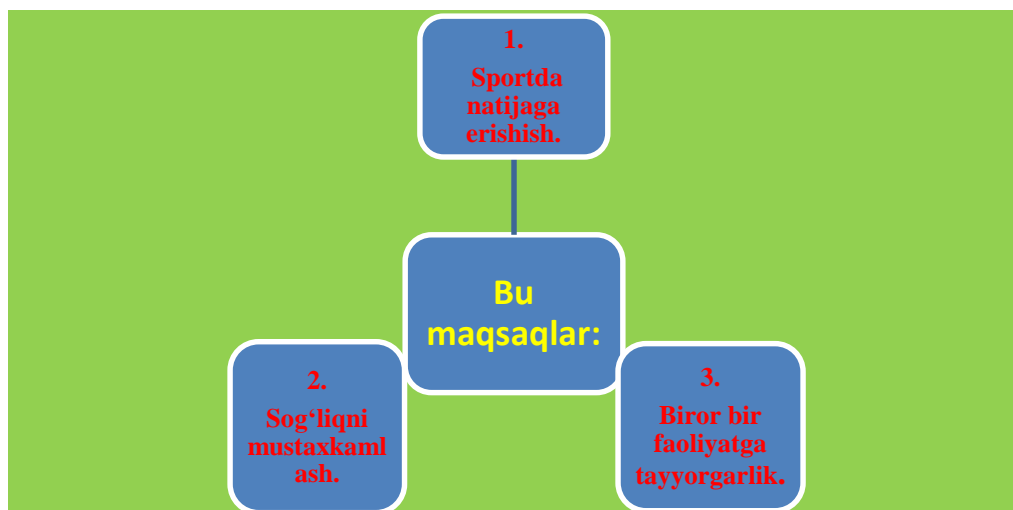 1.
Sportda
natijaga
erishish.
Bu
maqsaqlar:
2.
Sog‘liqni
mustaxkaml
ash.
3.
Biror bir
faoliyatga
tayyorgarlik.